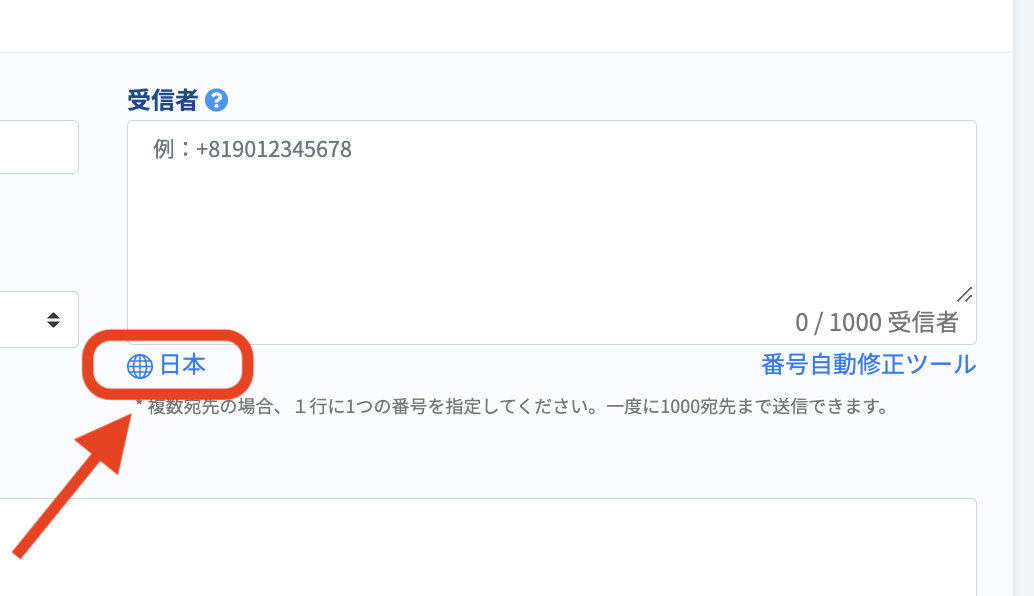 受信者 ?
例：+819012345678
0 / 1000 受信者
日本
番号自動修正ツール
* 複数宛先の場合、１行に1つの番号を指定してください。一度に1000宛先まで送信できます。